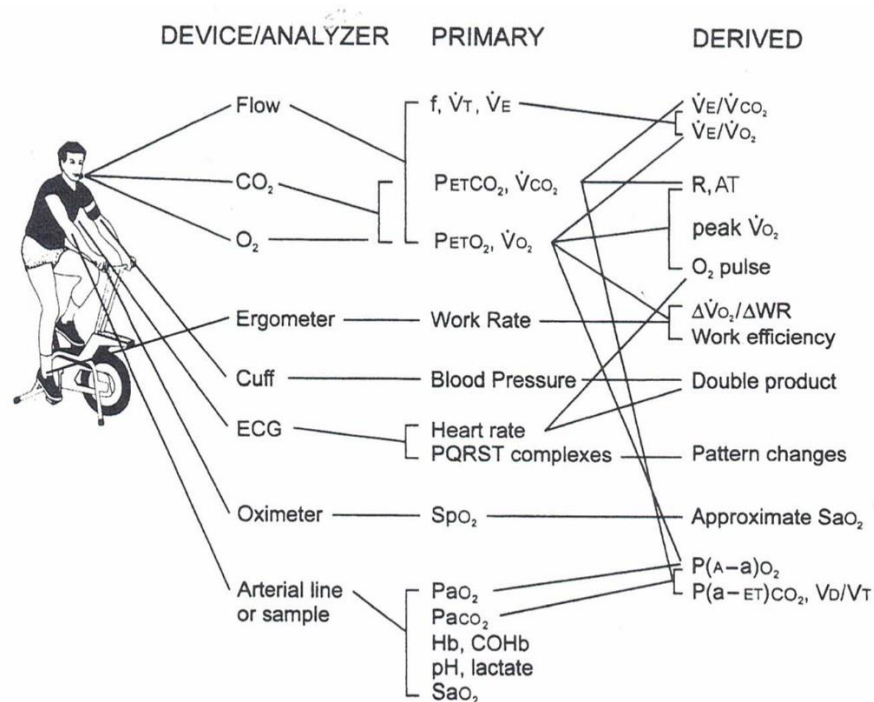 DEVICE/ANALYZER PRIMARY DERIVED
Flow f, V̇T, V̇E V̇E/V̇CO₂
V̇E/V̇O₂
CO₂ PETCO₂, V̇CO₂ R, AT
peak V̇O₂
O₂ PETO₂, V̇O₂ O₂ pulse
Ergometer Work Rate ΔV̇O₂/ΔWR
Work efficiency
Cuff Blood Pressure Double product
ECG Heart rate
PQRST complexes Pattern changes
Oximeter SpO₂ Approximate SaO₂
Arterial line PaO₂ P(A–a)O₂
or sample PaCO₂ P(a–ET)CO₂, VD/VT
Hb, COHb
pH, lactate
SaO₂